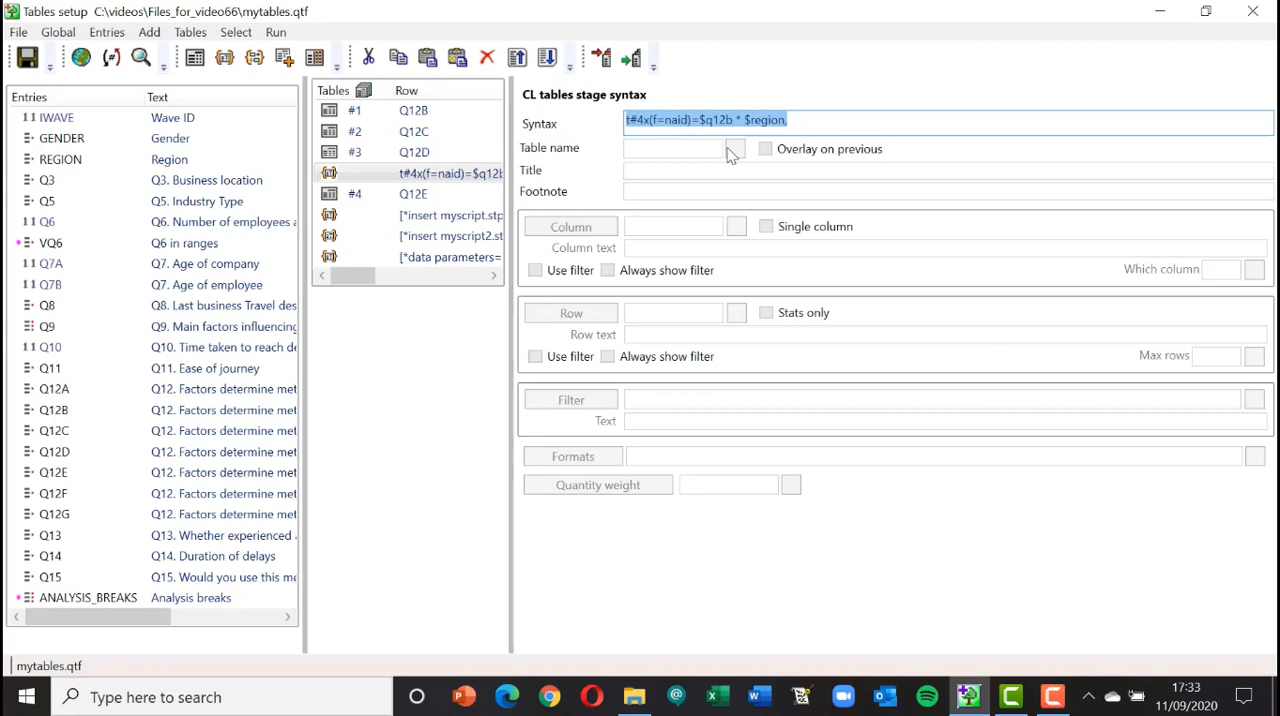 Tables setup C:\videos\Files_for_video66\mytables.qtf
File Global Entries Add Tables Select Run
Entries Text
IWAVE Wave ID
GENDER Gender
REGION Region
Q3 Q3. Business location
Q5 Q5. Industry Type
Q6 Q6. Number of employees a
VQ6 Q6 in ranges
Q7A Q7. Age of company
Q7B Q7. Age of employee
Q8 Q8. Last business Travel des
Q9 Q9. Main factors influencing
Q10 Q10. Time taken to reach de
Q11 Q11. Ease of journey
Q12A Q12. Factors determine met
Q12B Q12. Factors determine met
Q12C Q12. Factors determine met
Q12D Q12. Factors determine met
Q12E Q12. Factors determine met
Q12F Q12. Factors determine met
Q12G Q12. Factors determine met
Q13 Q13. Whether experienced a
Q14 Q14. Duration of delays
Q15 Q15. Would you use this me
ANALYSIS_BREAKS Analysis breaks
Tables Row
#1 Q12B
#2 Q12C
#3 Q12D
t#4x(f=naid)=$q12b
#4 Q12E
[*insert myscript.stp
[*insert myscript2.st
[*data parameters=
CL tables stage syntax
Syntax t#4x(f=naid)=$q12b * $region,
Table name Overlay on previous
Title
Footnote
Column Single column
Column text
Use filter Always show filter Which column
Row Stats only
Row text
Use filter Always show filter Max rows
Filter
Text
Formats
Quantity weight
mytables.qtf
Type here to search
17:33
11/09/2020